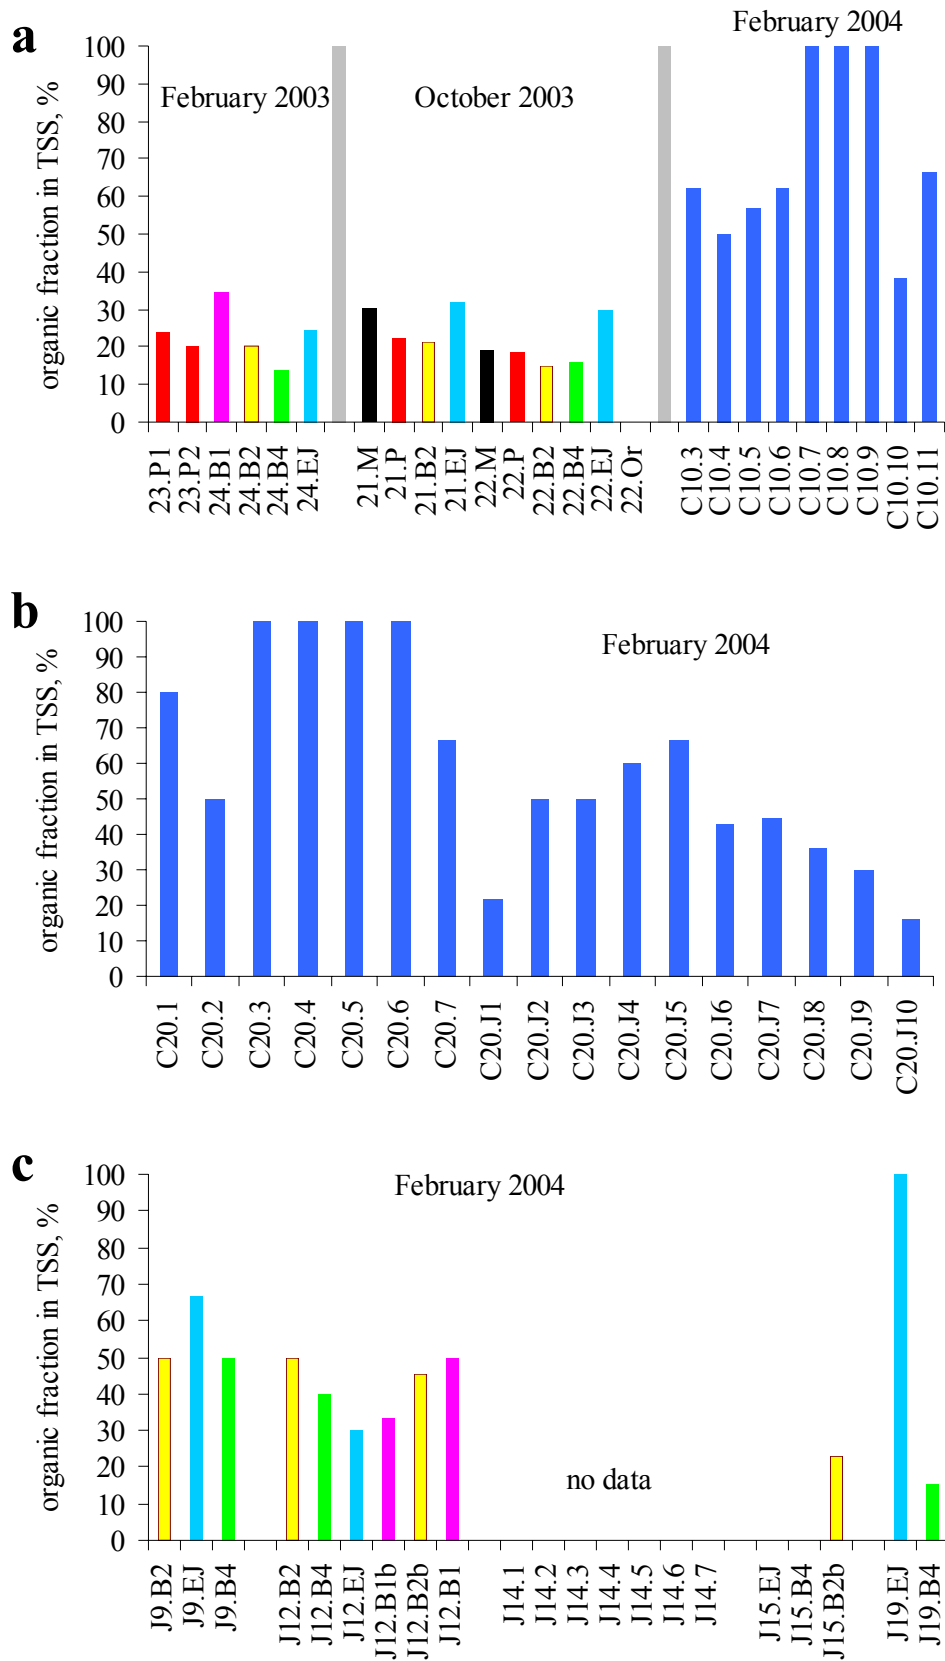 a
February 2004
organic fraction in TSS, %
100
90
80
70
60
50
40
30
20
10
0
February 2003
October 2003
23.P1
23.P2
24.B1
24.B2
24.B4
24.EJ
21.M
21.P
21.B2
21.EJ
22.M
22.P
22.B2
22.B4
22.EJ
22.Or
C10.3
C10.4
C10.5
C10.6
C10.7
C10.8
C10.9
C10.10
C10.11
b
organic fraction in TSS, %
100
90
80
70
60
50
40
30
20
10
0
February 2004
C20.1
C20.2
C20.3
C20.4
C20.5
C20.6
C20.7
C20.J1
C20.J2
C20.J3
C20.J4
C20.J5
C20.J6
C20.J7
C20.J8
C20.J9
C20.J10
c
organic fraction in TSS, %
100
90
80
70
60
50
40
30
20
10
0
February 2004
no data
J9.B2
J9.EJ
J9.B4
J12.B2
J12.B4
J12.EJ
J12.B1b
J12.B2b
J12.B1
J14.1
J14.2
J14.3
J14.4
J14.5
J14.6
J14.7
J15.EJ
J15.B4
J15.B2b
J19.EJ
J19.B4